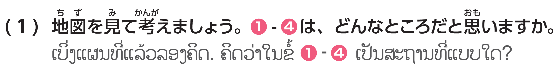 (1) 地図を見て考えましょう。❶-❹は、どんなところだと思いますか。
ເບິ່ງແຜນທີ່ແລ້ວລອງຄິດ. ຄິດວ່າໃນຂໍ້ ❶-❹ ເປັນສະຖານທີ່ແບບໃດ?